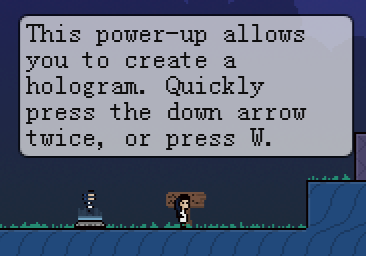 This power-up allows
you to create a
hologram. Quickly
press the down arrow
twice, or press W.